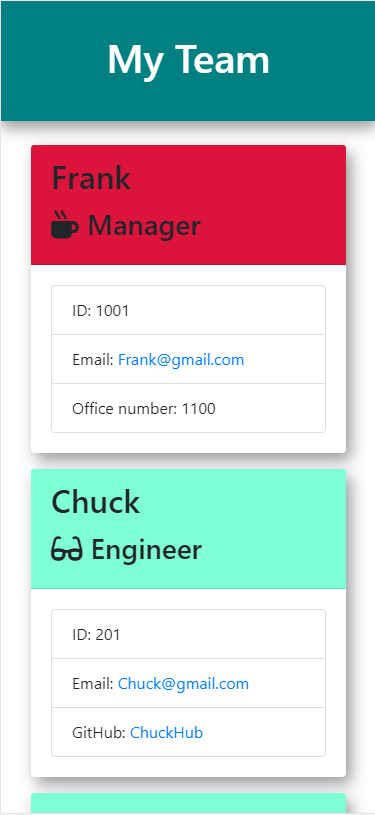 My Team
Frank
Manager
ID: 1001
Email: Frank@gmail.com
Office number: 1100
Chuck
Engineer
ID: 201
Email: Chuck@gmail.com
GitHub: ChuckHub